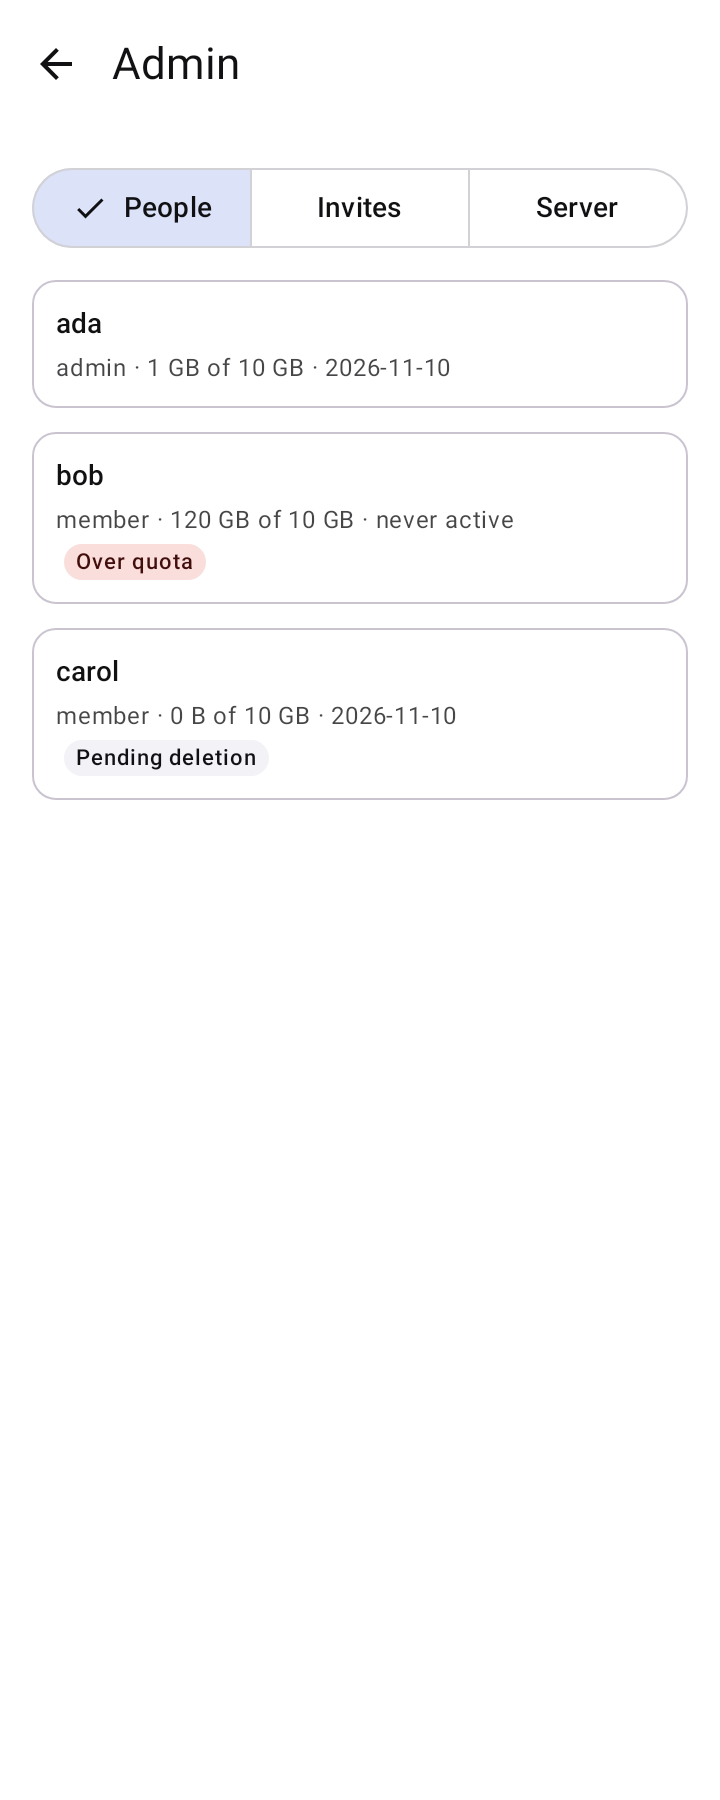 Admin
People
Invites
Server
ada
admin · 1 GB of 10 GB · 2026-11-10
bob
member · 120 GB of 10 GB · never active
Over quota
carol
member · 0 B of 10 GB · 2026-11-10
Pending deletion